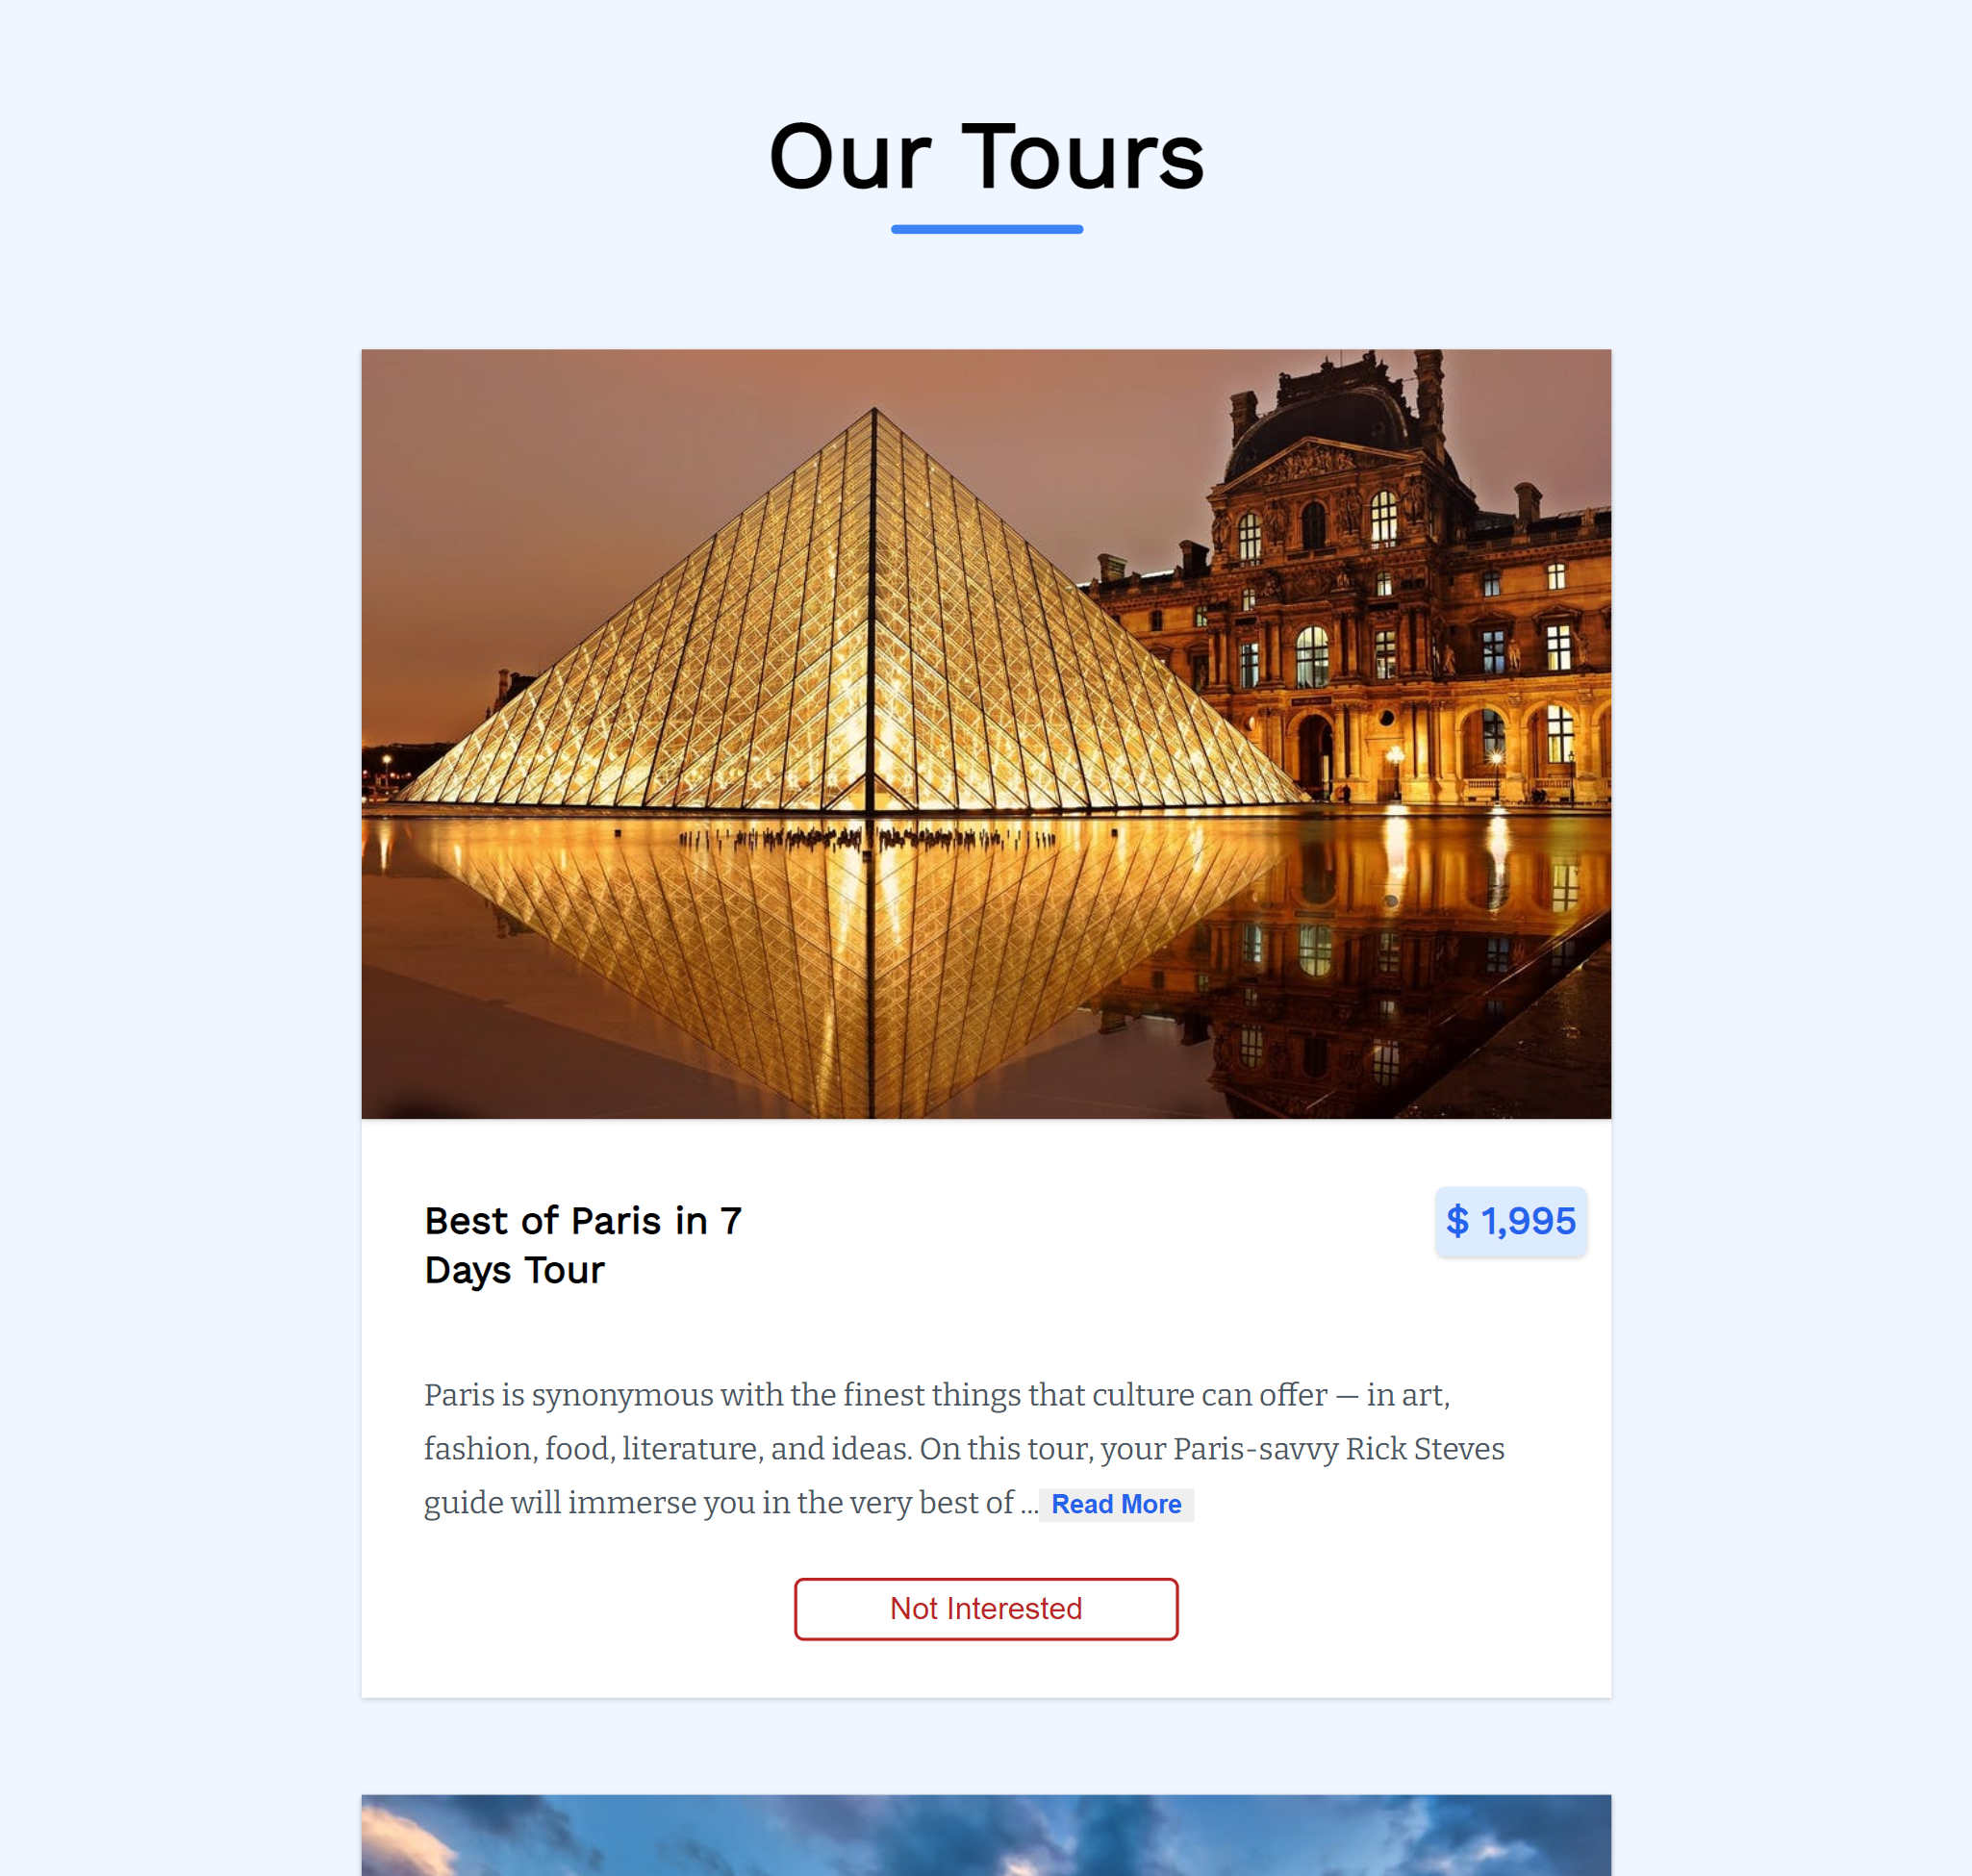 Our Tours
Best of Paris in 7
Days Tour
$ 1,995
Paris is synonymous with the finest things that culture can offer — in art,
fashion, food, literature, and ideas. On this tour, your Paris-savvy Rick Steves
guide will immerse you in the very best of ... Read More
Not Interested